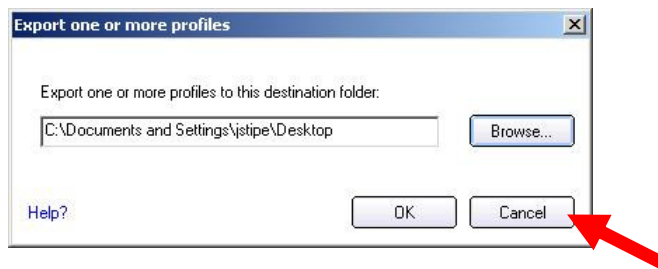 Export one or more profiles
Export one or more profiles to this destination folder:
C:\Documents and Settings\jstipe\Desktop
Browse...
Help?
OK
Cancel